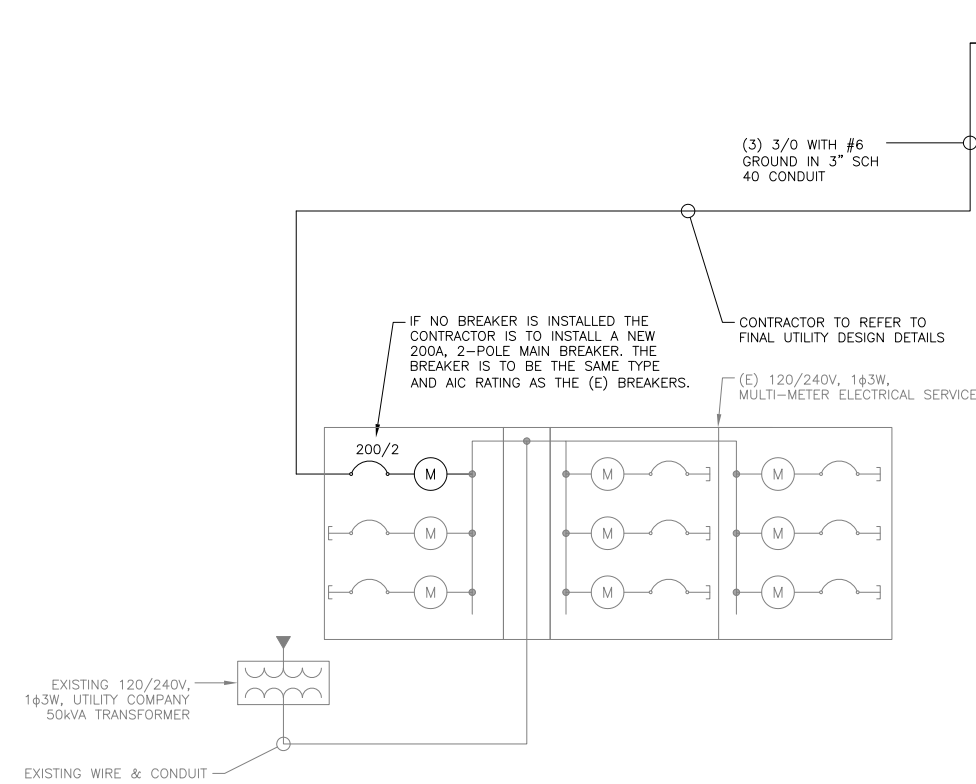 (3) 3/0 WITH #6
GROUND IN 3" SCH
40 CONDUIT
IF NO BREAKER IS INSTALLED THE
CONTRACTOR IS TO INSTALL A NEW
200A, 2-POLE MAIN BREAKER. THE
BREAKER IS TO BE THE SAME TYPE
AND AIC RATING AS THE (E) BREAKERS.
CONTRACTOR TO REFER TO
FINAL UTILITY DESIGN DETAILS
(E) 120/240V, 1ϕ3W,
MULTI-METER ELECTRICAL SERVICE
200/2
M M M
M M M
M M M
EXISTING 120/240V,
1ϕ3W, UTILITY COMPANY
50kVA TRANSFORMER
EXISTING WIRE & CONDUIT